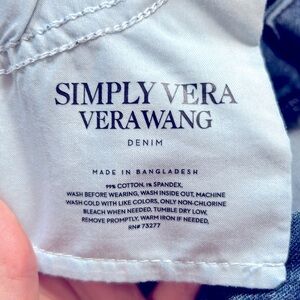 SIMPLY VERA
VERAWANG
DENIM
MADE IN BANGLADESH
99% COTTON, 1% SPANDEX,
WASH BEFORE WEARING, WASH INSIDE OUT, MACHINE
WASH COLD WITH LIKE COLORS, ONLY NON-CHLORINE
BLEACH WHEN NEEDED, TUMBLE DRY LOW,
REMOVE PROMPTLY, WARM IRON IF NEEDED,
RN# 73277